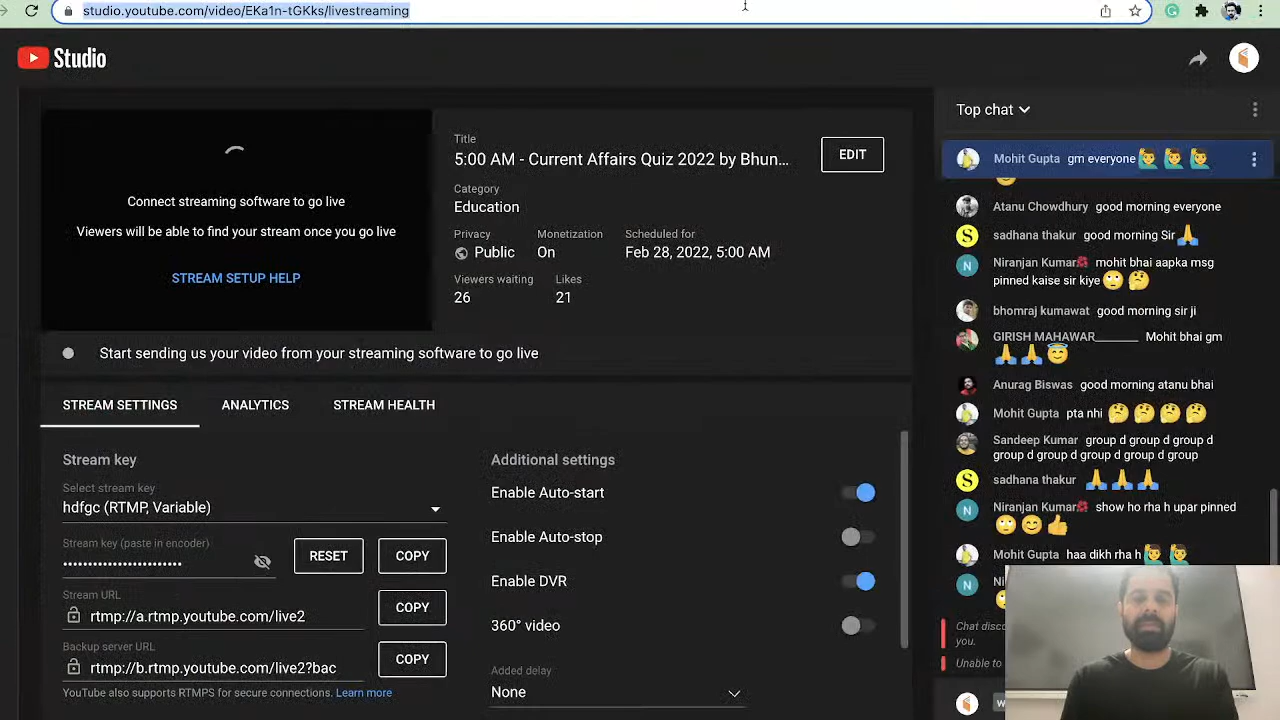 studio.youtube.com/video/EKa1n-tGKks/livestreaming
Studio
Connect streaming software to go live
Viewers will be able to find your stream once you go live
STREAM SETUP HELP
Title
5:00 AM - Current Affairs Quiz 2022 by Bhun...
EDIT
Category
Education
Privacy
Monetization
Scheduled for
Public
On
Feb 28, 2022, 5:00 AM
Viewers waiting
Likes
26
21
Start sending us your video from your streaming software to go live
STREAM SETTINGS
ANALYTICS
STREAM HEALTH
Stream key
Select stream key
hdfgc (RTMP, Variable)
Stream key (paste in encoder)
RESET
COPY
Stream URL
rtmp://a.rtmp.youtube.com/live2
COPY
Backup server URL
rtmp://b.rtmp.youtube.com/live2?bac
COPY
YouTube also supports RTMPS for secure connections. Learn more
Additional settings
Enable Auto-start
Enable Auto-stop
Enable DVR
360° video
Added delay
None
Top chat
Mohit Gupta gm everyone
Atanu Chowdhury good morning everyone
S
sadhana thakur good morning Sir
N
Niranjan Kumar mohit bhai aapka msg
pinned kaise sir kiye
bhomraj kumawat good morning sir ji
GIRISH MAHAWAR________ Mohit bhai gm
Anurag Biswas good morning atanu bhai
Mohit Gupta pta nhi
Sandeep Kumar group d group d group d
group d group d group d group d
S
sadhana thakur
N
Niranjan Kumar show ho rha h upar pinned
Mohit Gupta haa dikh rha h
N
Chat disc
you.
Unable to